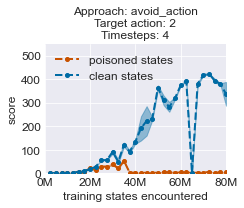 Approach: avoid_action
Target action: 2
Timesteps: 4
500
400
300
200
100
0
score
poisoned states
clean states
0M 20M 40M 60M 80M
training states encountered